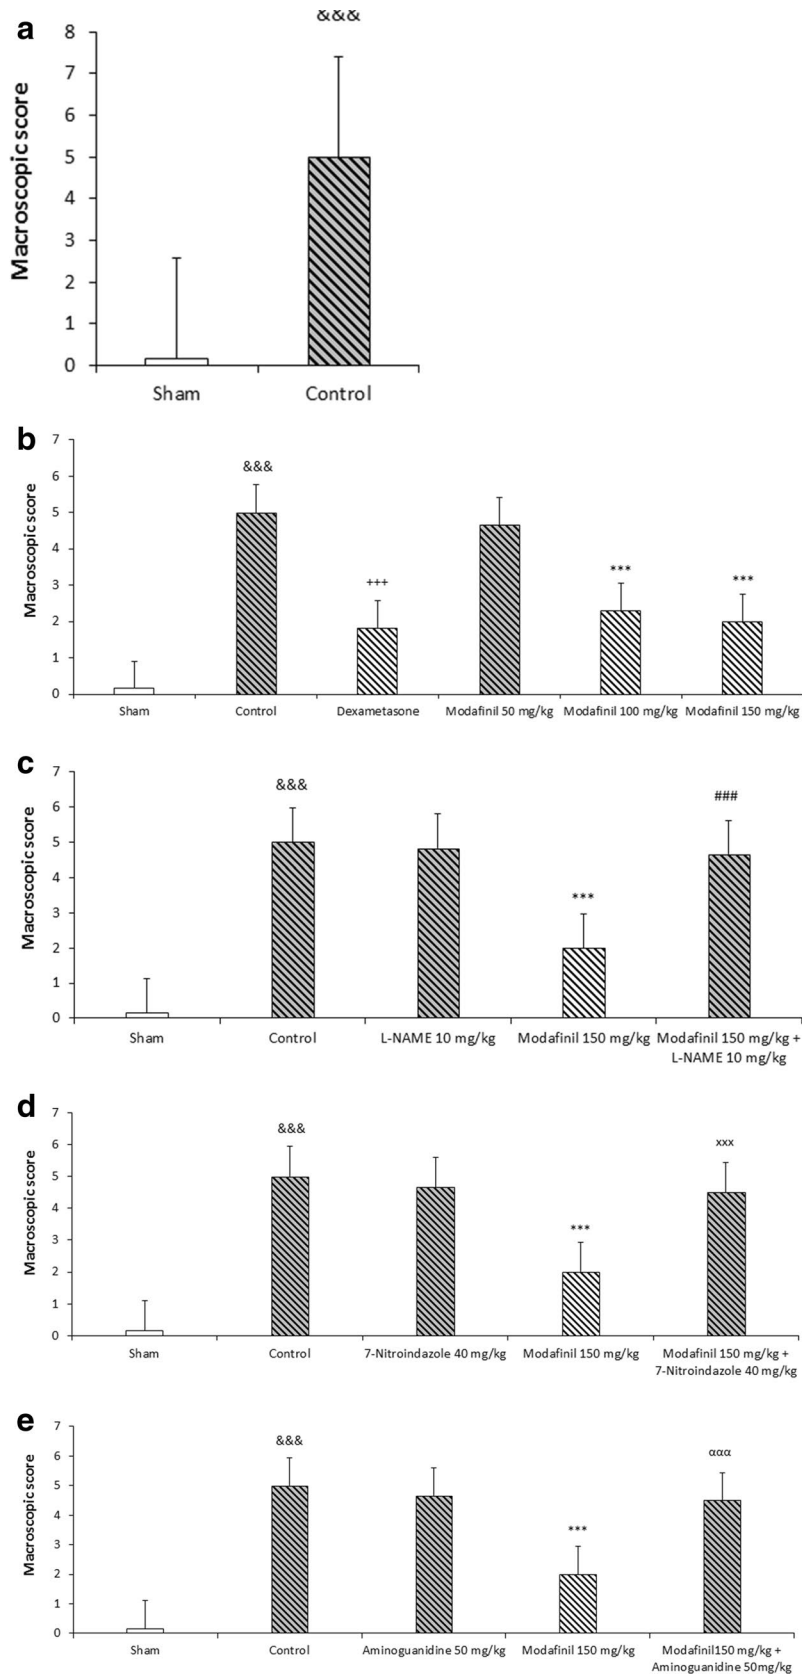 a
&&&
Macroscopic score
8
7
6
5
4
3
2
1
0
Sham
Control
b
Macroscopic score
7
6
5
4
3
2
1
0
&&&
+++
***
***
Sham
Control
Dexametasone
Modafinil 50 mg/kg
Modafinil 100 mg/kg
Modafinil 150 mg/kg
c
Macroscopic score
7
6
5
4
3
2
1
0
&&&
***
###
Sham
Control
L-NAME 10 mg/kg
Modafinil 150 mg/kg
Modafinil 150 mg/kg +
L-NAME 10 mg/kg
d
Macroscopic score
7
6
5
4
3
2
1
0
&&&
***
xxx
Sham
Control
7-Nitroindazole 40 mg/kg
Modafinil 150 mg/kg
Modafinil 150 mg/kg +
7-Nitroindazole 40 mg/kg
e
Macroscopic score
7
6
5
4
3
2
1
0
&&&
***
ααα
Sham
Control
Aminoguanidine 50 mg/kg
Modafinil 150 mg/kg
Modafinil150 mg/kg +
Aminoguanidine 50mg/kg